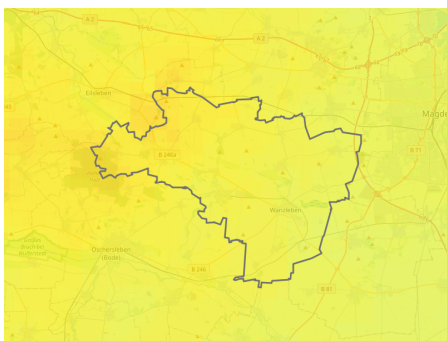 A 2
A 2
Eilsleben
Magde
B 246a
B 71
Wanzleben
Oschersleben
(Bode)
B 246
B 81